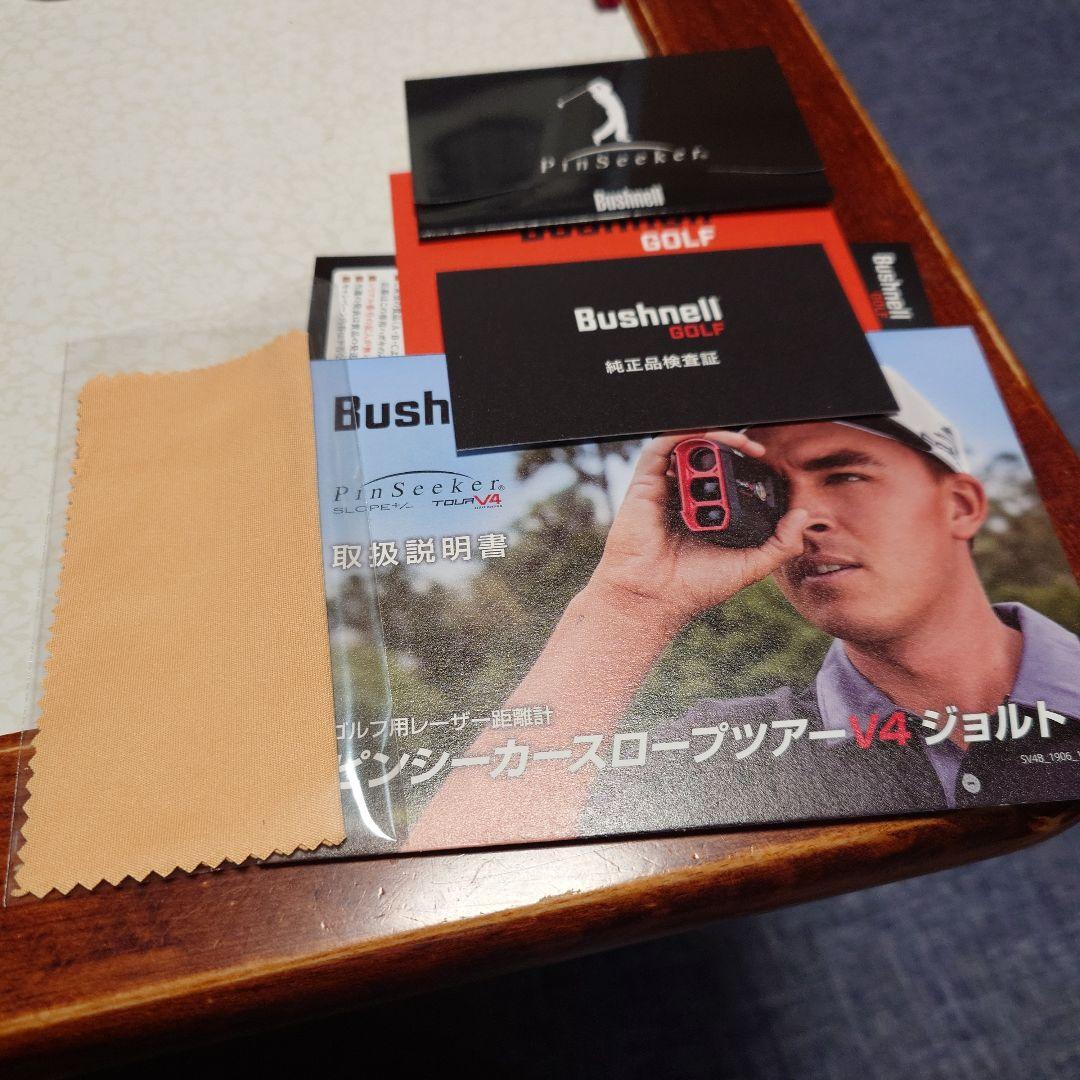 PinSeeker®
Bushnell
GOLF
Bushnell
GOLF
Bushnell
GOLF
純正品検査証
Bush
PinSeeker®
SLOPE+/- TOUR V4
取扱説明書
ゴルフ用レーザー距離計
ピンシーカースロープツアーV4 ジョルト
SV4B_1906_